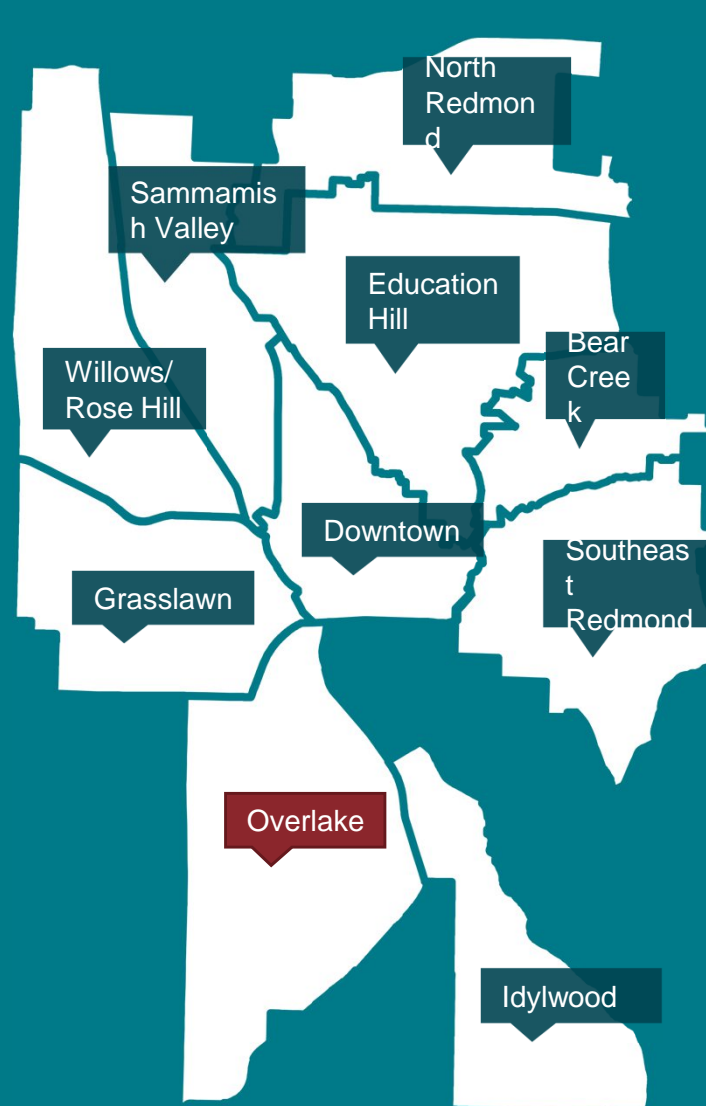 North
Redmon
d
Sammamis
h Valley
Education
Hill
Bear
Cree
k
Willows/
Rose Hill
Downtown
Southeas
t
Redmond
Grasslawn
Overlake
Idylwood